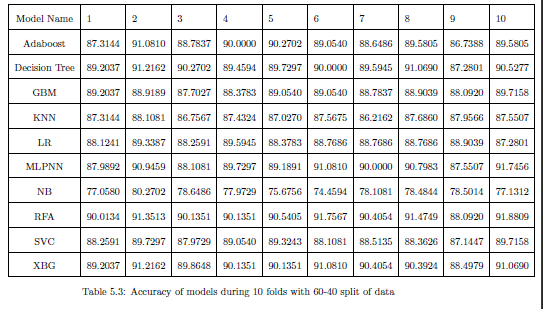 Model Name 1 2 3 4 5 6 7 8 9 10
Adaboost 87.3144 91.0810 88.7837 90.0000 90.2702 89.0540 88.6486 89.5805 86.7388 89.5805
Decision Tree 89.2037 91.2162 90.2702 89.4594 89.7297 90.0000 89.5945 91.0690 87.2801 90.5277
GBM 89.2037 88.9189 87.7027 88.3783 89.0540 89.0540 87.8378 88.9039 88.0920 89.7158
KNN 87.3144 88.1081 86.7567 87.4324 87.0270 87.5675 86.2162 87.6860 87.9566 87.5507
LR 88.1241 89.3387 88.2591 89.5945 88.3783 88.7686 88.7686 88.7686 88.9039 87.2801
MLPNN 87.9892 90.9459 88.1081 89.7297 89.1891 91.0810 90.0000 90.7983 87.5507 91.7456
NB 77.0580 80.2702 78.6486 77.9729 75.6756 74.4594 78.1081 78.4844 78.5014 77.1312
RFA 90.0134 91.3513 90.1351 90.1351 90.5405 91.7567 90.4054 91.4749 88.0920 91.8809
SVC 88.2591 89.7297 87.9729 89.0540 89.3243 88.1081 88.5135 88.3626 87.1447 89.7158
XBG 89.2037 91.2162 89.8648 90.1351 90.1351 91.0810 90.4054 90.3924 88.4979 91.0690
Table 5.3: Accuracy of models during 10 folds with 60-40 split of data